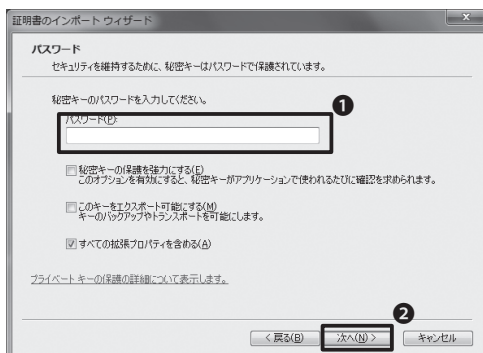 証明書のインポート ウィザード
パスワード
セキュリティを維持するために、秘密キーはパスワードで保護されています。
秘密キーのパスワードを入力してください。
❶
パスワード(P):
秘密キーの保護を強力にする(E)
このオプションを有効にすると、秘密キーがアプリケーションで使われるたびに確認を求められます。
このキーをエクスポート可能にする(M)
キーのバックアップやトランスポートを可能にします。
すべての拡張プロパティを含める(A)
プライベート キーの保護の詳細について表示します。
❷
< 戻る(B)
次へ(N) >
キャンセル